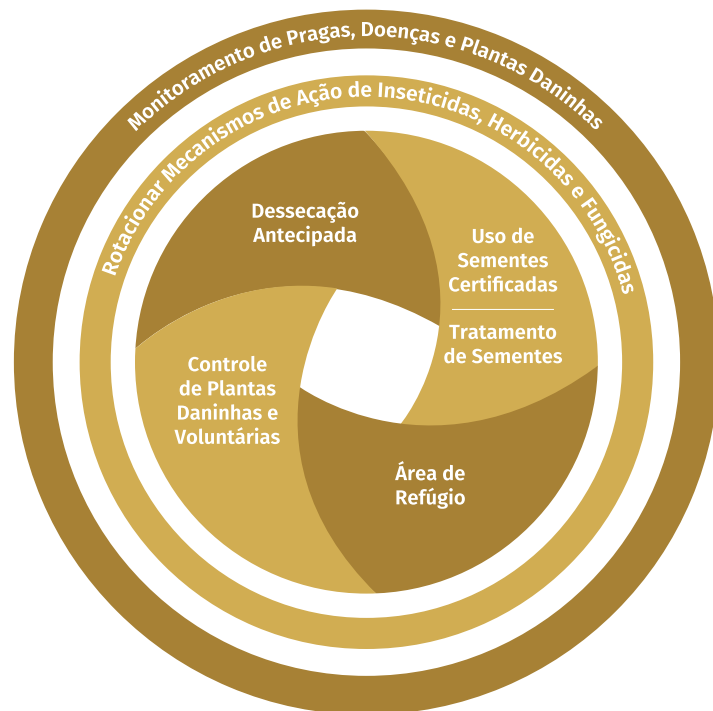 Monitoramento de Pragas, Doenças e Plantas Daninhas
Rotacionar Mecanismos de Ação de Inseticidas, Herbicidas e Fungicidas
Dessecação
Antecipada
Uso de
Sementes
Certificadas
Tratamento
de Sementes
Controle
de Plantas
Daninhas e
Voluntárias
Área de
Refúgio